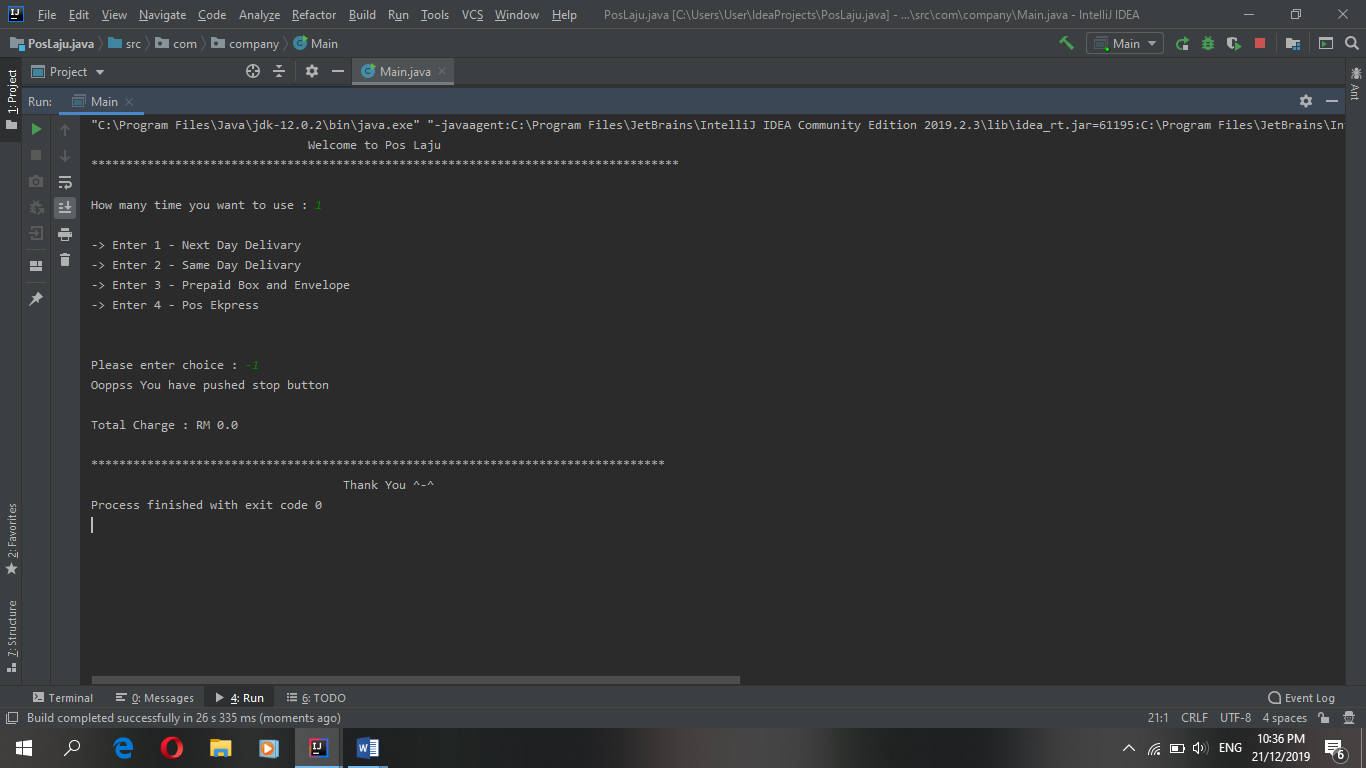 File Edit View Navigate Code Analyze Refactor Build Run Tools VCS Window Help PosLaju.java [C:\Users\User\IdeaProjects\PosLaju.java] - ...\src\com\company\Main.java - IntelliJ IDEA
PosLaju.java src com company Main Main
Project Main.java
Run: Main
"C:\Program Files\Java\jdk-12.0.2\bin\java.exe" "-javaagent:C:\Program Files\JetBrains\IntelliJ IDEA Community Edition 2019.2.3\lib\idea_rt.jar=61195:C:\Program Files\JetBrains\Int
Welcome to Pos Laju
************************************************************************************
How many time you want to use : 1
-> Enter 1 - Next Day Delivary
-> Enter 2 - Same Day Delivary
-> Enter 3 - Prepaid Box and Envelope
-> Enter 4 - Pos Ekpress
Please enter choice : -1
Ooppss You have pushed stop button
Total Charge : RM 0.0
**********************************************************************************
Thank You ^-^
Process finished with exit code 0
1: Project
2: Favorites
7: Structure
Ant
Terminal 0: Messages 4: Run 6: TODO Event Log
Build completed successfully in 26 s 335 ms (moments ago) 21:1 CRLF UTF-8 4 spaces
ENG 10:36 PM
21/12/2019 6